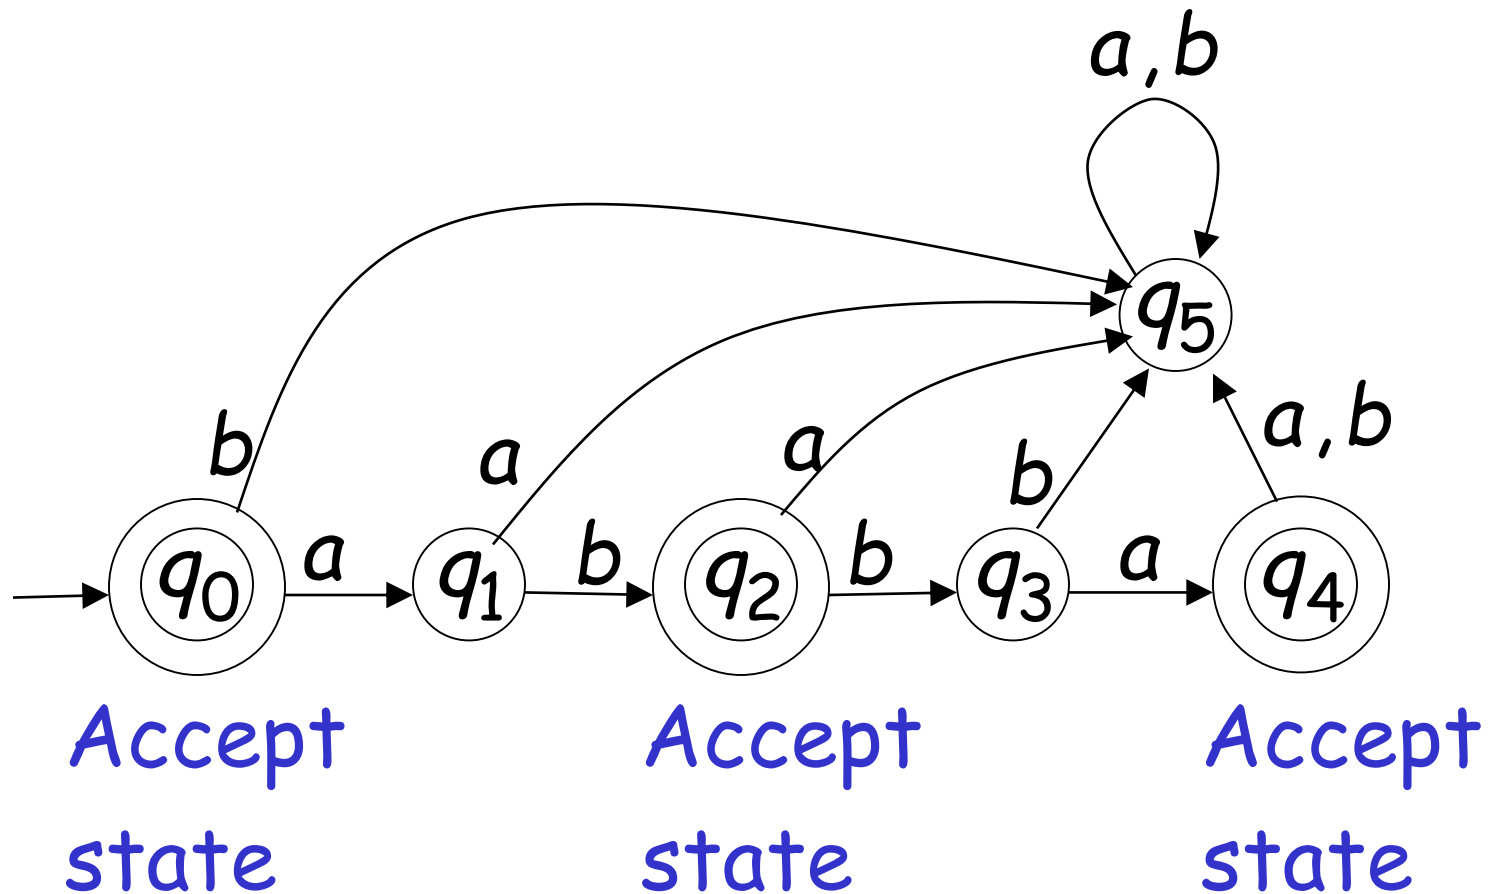 a,b
q5
b
a
a
b
a,b
q0
a
q1
b
q2
b
q3
a
q4
Accept state
Accept state
Accept state